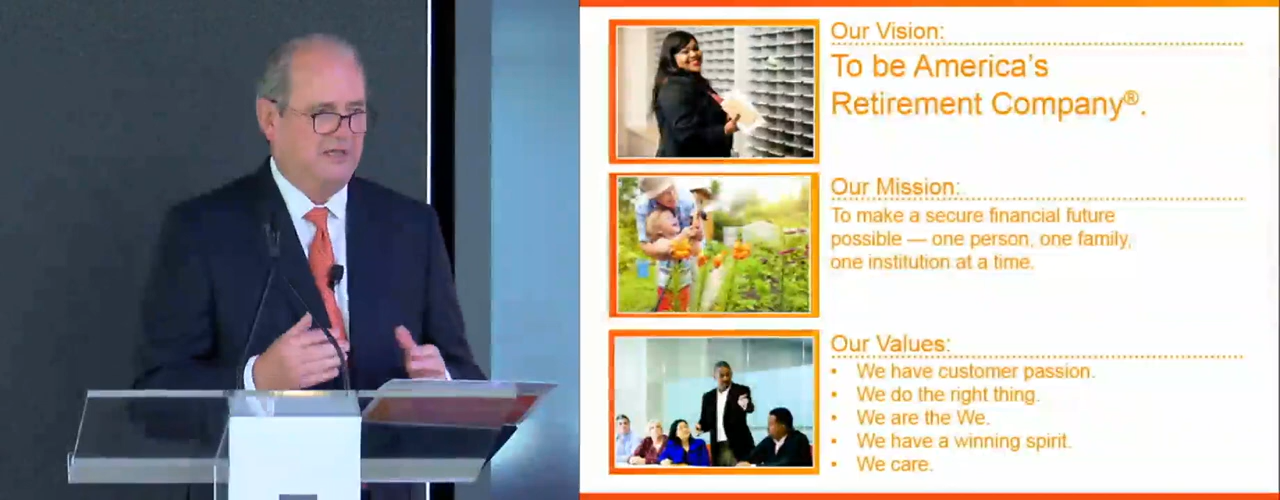 Our Vision:
To be America's
Retirement Company®.
Our Mission:
To make a secure financial future
possible — one person, one family,
one institution at a time.
Our Values:
• We have customer passion.
• We do the right thing.
• We are the We.
• We have a winning spirit.
• We care.